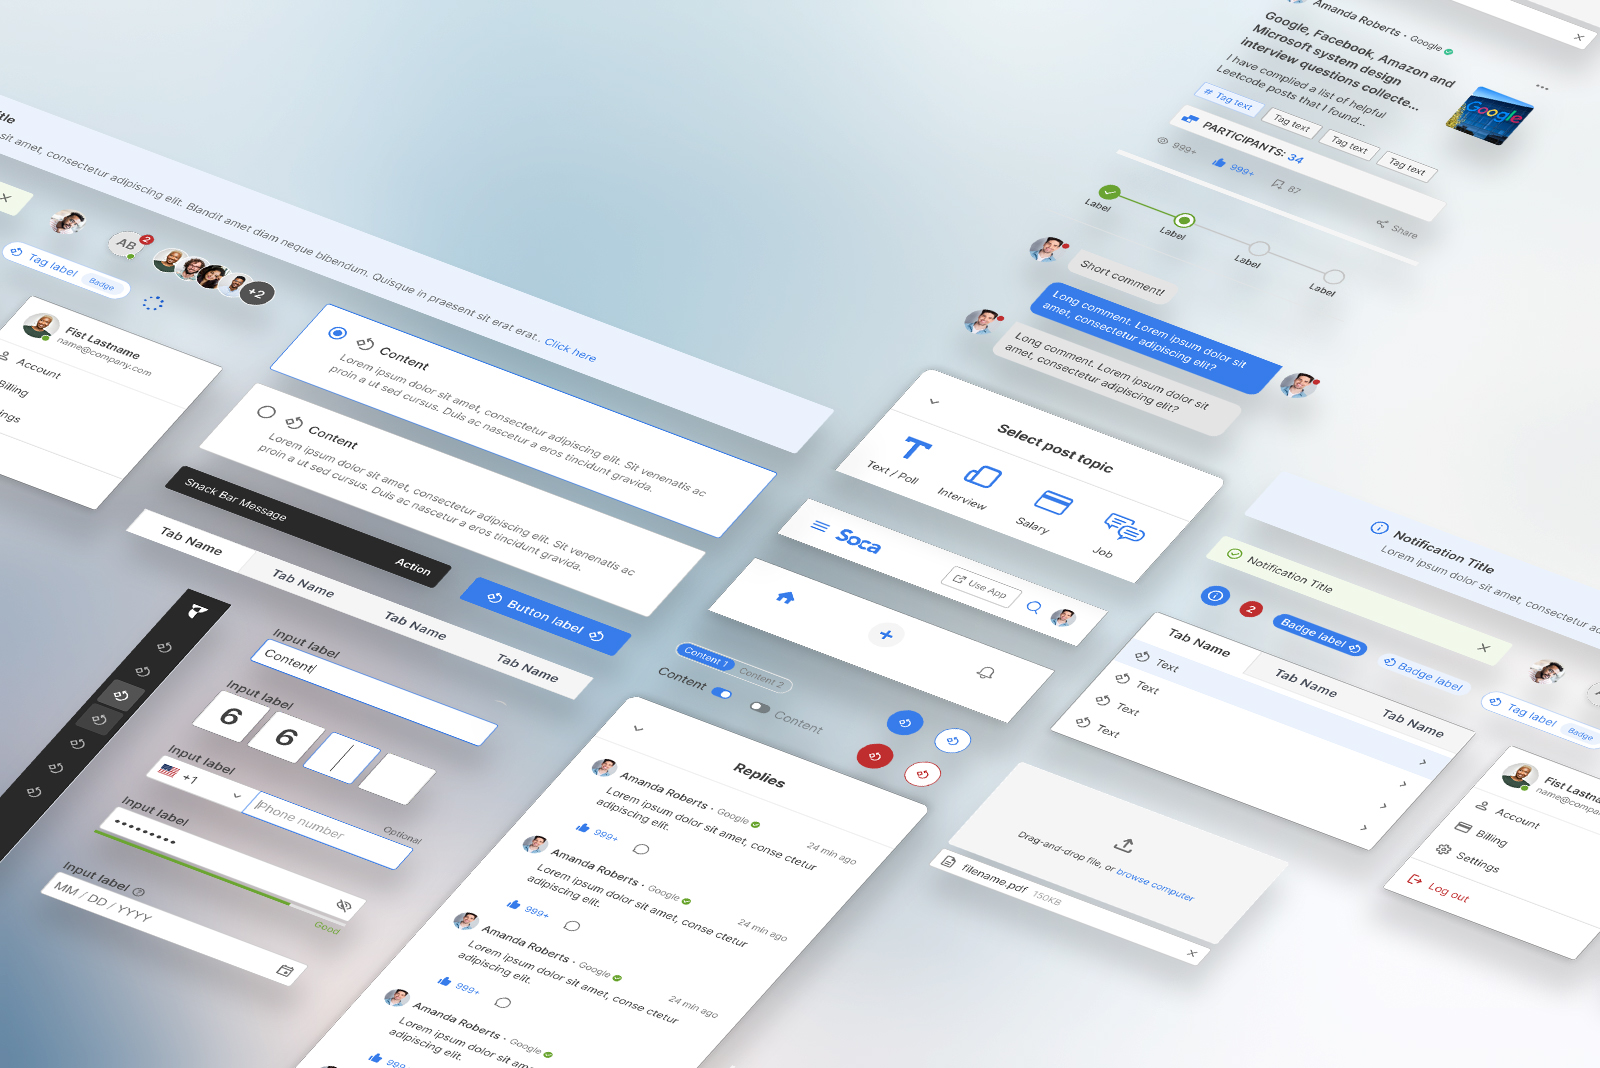 Amanda Roberts · Google
Google, Facebook, Amazon and
Microsoft system design
interview questions collecte...
I have complied a list of helpful
Leetcode posts that I found...
Google
# Tag text
Tag text
Tag text
Tag text
PARTICIPANTS: 34
999+
999+
87
Share
Label
Label
Label
Label
Short comment!
Long comment. Lorem ipsum dolor sit
amet, consectetur adipiscing elit?
Long comment. Lorem ipsum dolor sit
amet, consectetur adipiscing elit?
sit amet, consectetur adipiscing elit. Blandit amet diam neque bibendum. Quisque in praesent sit erat erat.. Click here
AB
2
+2
Tag label
Badge
Fist Lastname
name@company.com
Account
Billing
Content
Lorem ipsum dolor sit amet, consectetur adipiscing elit. Sit venenatis ac
proin a ut sed cursus. Duis ac nascetur a eros tincidunt gravida.
Content
Lorem ipsum dolor sit amet, consectetur adipiscing elit. Sit venenatis ac
proin a ut sed cursus. Duis ac nascetur a eros tincidunt gravida.
Snack Bar Message
Action
Tab Name
Tab Name
Tab Name
Tab Name
Button label
Input label
Content
Input label
6
6
Input label
+1
Phone number
Optional
Input label
Good
Input label
MM / DD / YYYY
Select post topic
Text / Poll
Interview
Salary
Job
Soca
Use App
Content 1
Content 2
Content
Content
Replies
Amanda Roberts · Google
24 min ago
Lorem ipsum dolor sit amet, conse ctetur
adipiscing elit.
999+
Amanda Roberts · Google
24 min ago
Lorem ipsum dolor sit amet, conse ctetur
adipiscing elit.
999+
Amanda Roberts · Google
24 min ago
Lorem ipsum dolor sit amet, conse ctetur
adipiscing elit.
999+
Amanda Roberts · Google
Lorem ipsum dolor sit am
adipiscing elit.
999+
Notification Title
Lorem ipsum dolor sit amet, consectetur ad
Notification Title
2
Badge label
Badge label
Tag label
Badge
Tab Name
Tab Name
Tab Name
Text
Text
Text
Text
Drag-and-drop file, or browse computer
filename.pdf 150KB
Fist Lastna
name@compa
Account
Billing
Settings
Log out